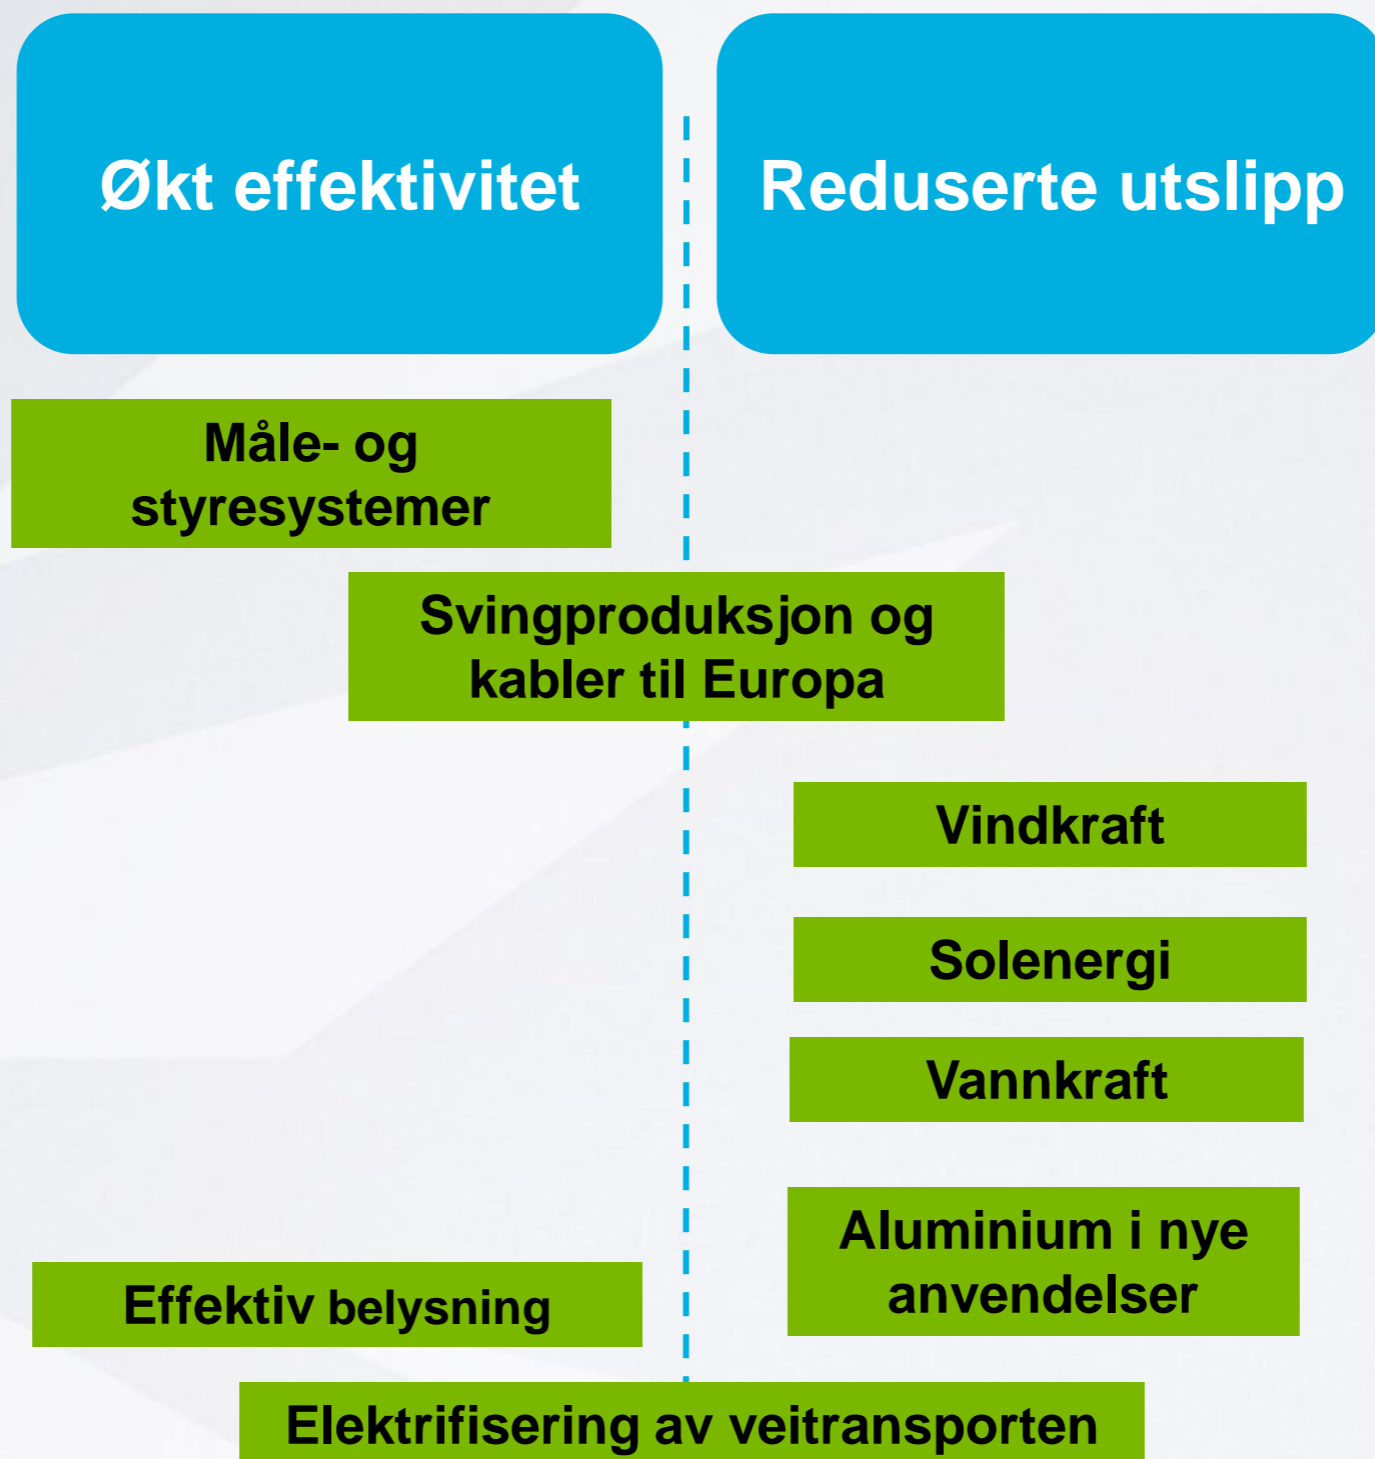 Økt effektivitet
Reduserte utslipp
Måle- og
styresystemer
Svingproduksjon og
kabler til Europa
Vindkraft
Solenergi
Vannkraft
Aluminium i nye
anvendelser
Effektiv belysning
Elektrifisering av veitransporten